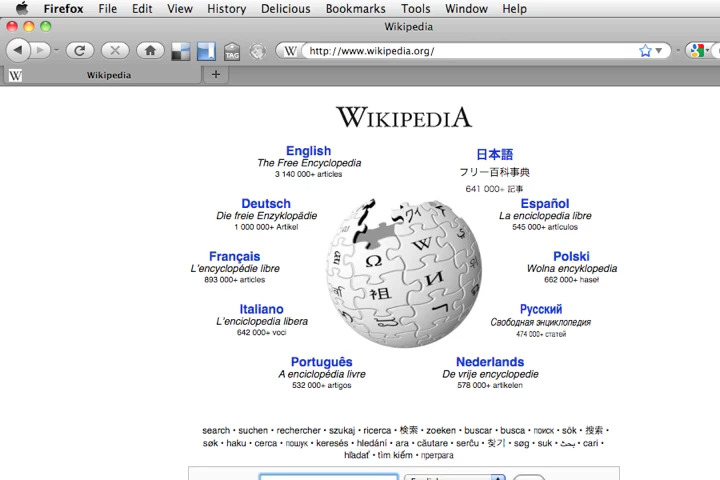 Firefox File Edit View History Delicious Bookmarks Tools Window Help
Wikipedia
W http://www.wikipedia.org/
TAG
W Wikipedia +
WIKIPEDIA
English
The Free Encyclopedia
3 140 000+ articles
日本語
フリー百科事典
641 000+ 記事
Deutsch
Die freie Enzyklopädie
1 000 000+ Artikel
Español
La enciclopedia libre
545 000+ artículos
Français
L'encyclopédie libre
893 000+ articles
Polski
Wolna encyklopedia
662 000+ haseł
Italiano
L'enciclopedia libera
642 000+ voci
Русский
Свободная энциклопедия
474 000+ статей
Português
A enciclopédia livre
532 000+ artigos
Nederlands
De vrije encyclopedie
578 000+ artikelen
Ω W
祖 И
search • suchen • rechercher • szukaj • ricerca • 検索 • zoeken • buscar • busca • поиск • sök • 搜索 •
søk • haku • cerca • пошук • keresés • hledání • ara • căutare • serĉu • 찾기 • søg • suk • بحث • cari •
hľadať • tìm kiếm • претрага